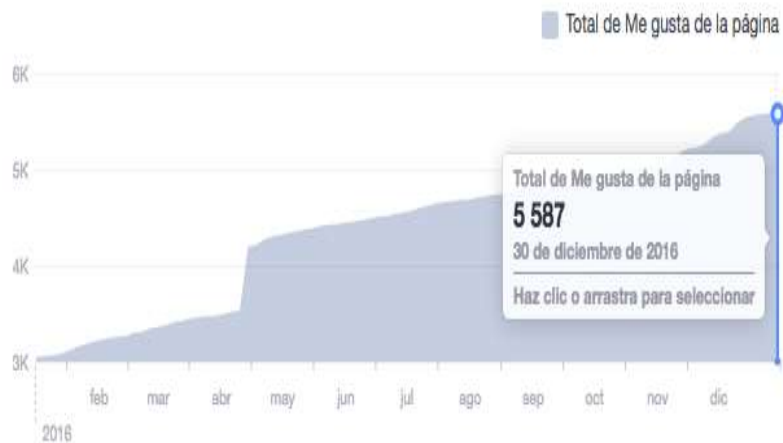 Total de Me gusta de la página
6K
5K
Total de Me gusta de la página
5 587
30 de diciembre de 2016
Haz clic o arrastra para seleccionar
4K
3K
feb mar abr may jun jul ago sep oct nov dic
2016